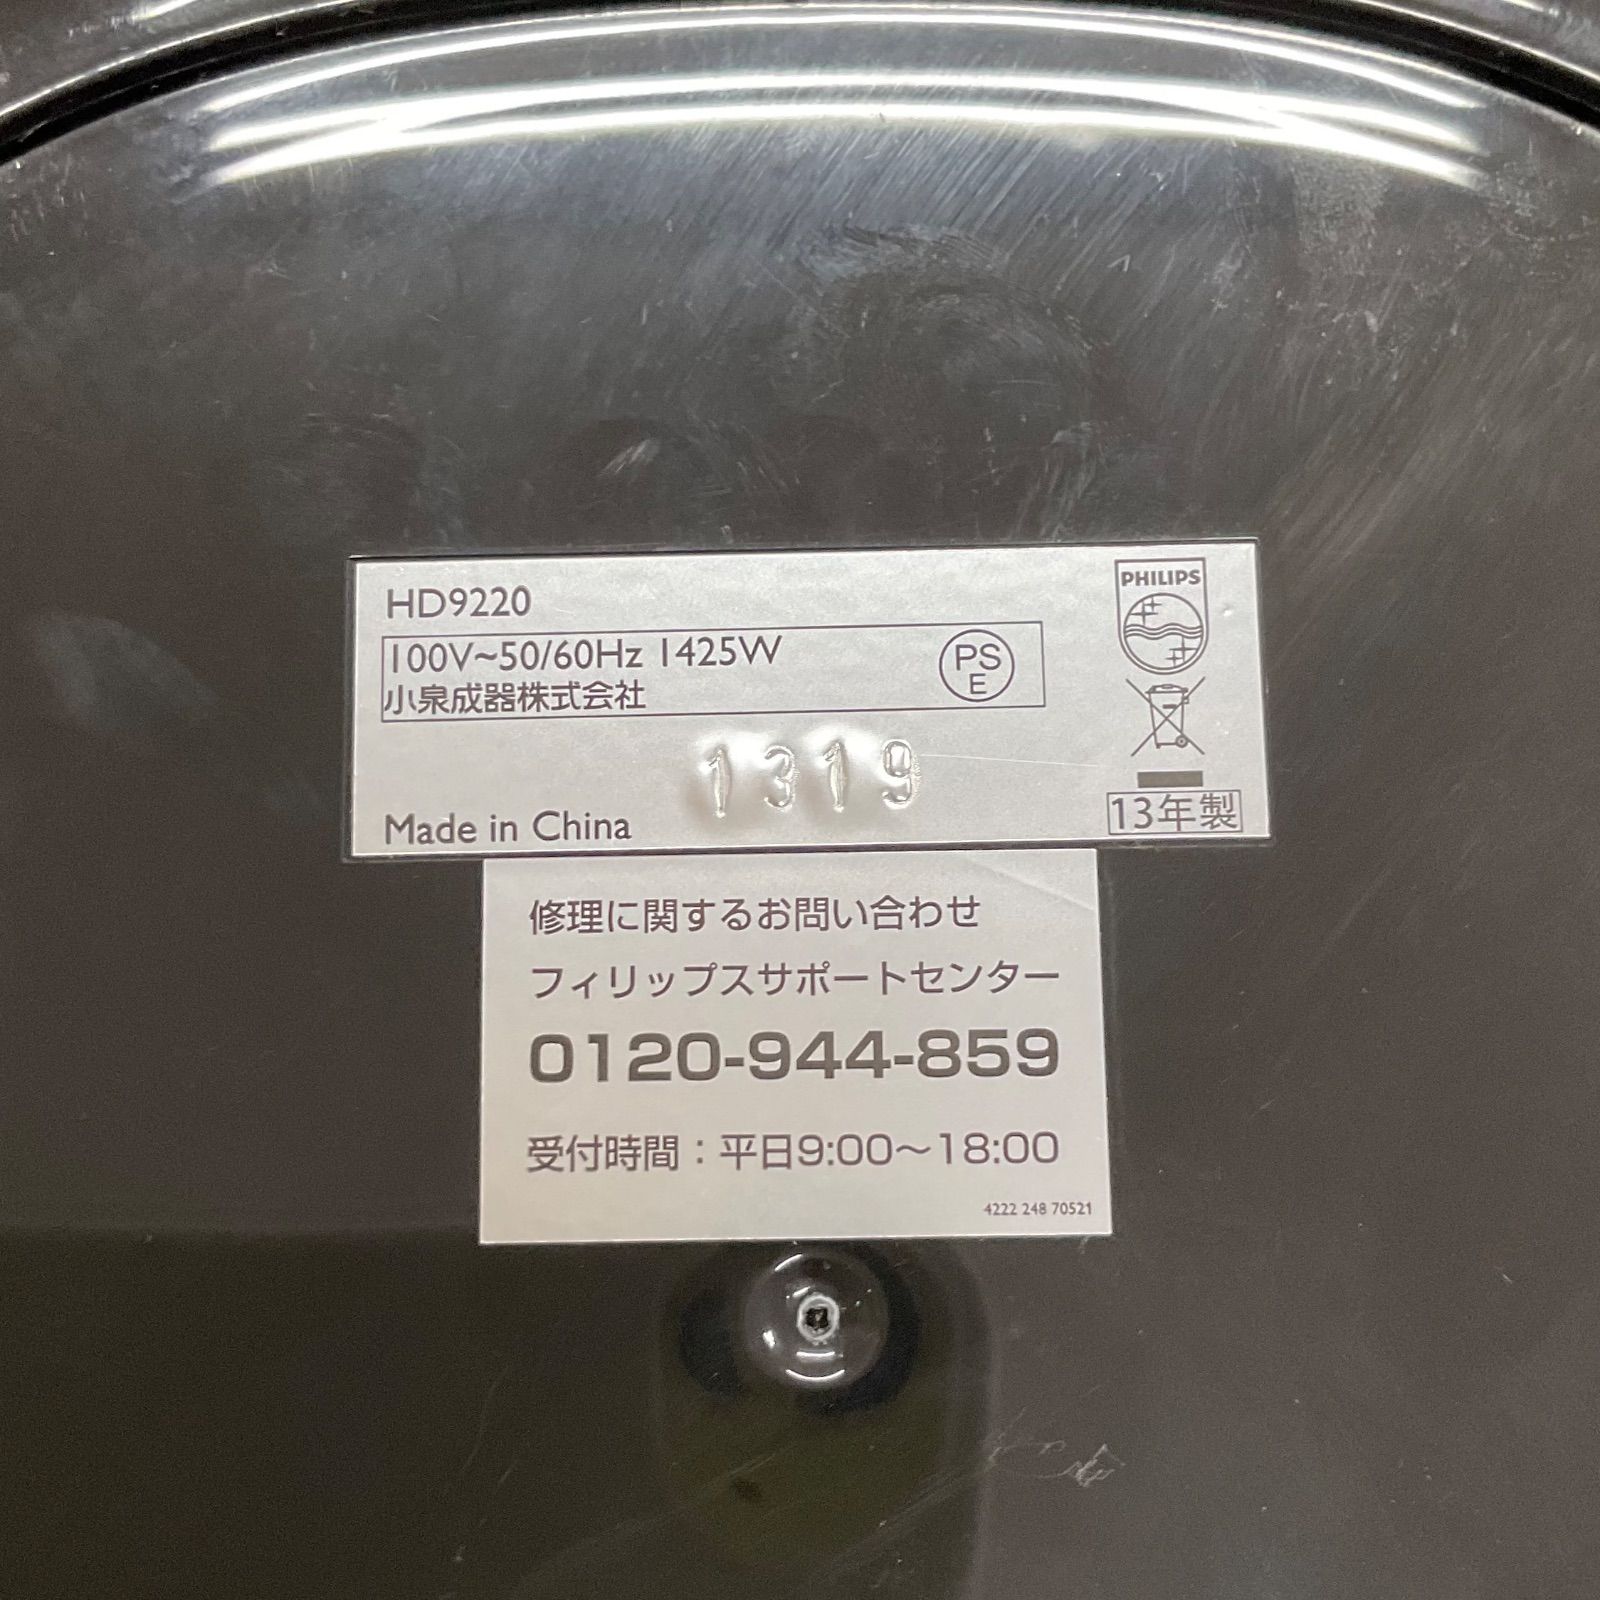 HD9220
PHILIPS
100V~50/60Hz 1425W
PS
E
小泉成器株式会社
1319
Made in China
13年製
修理に関するお問い合わせ
フィリップスサポートセンター
0120-944-859
受付時間：平日9:00〜18:00
4222 248 70521